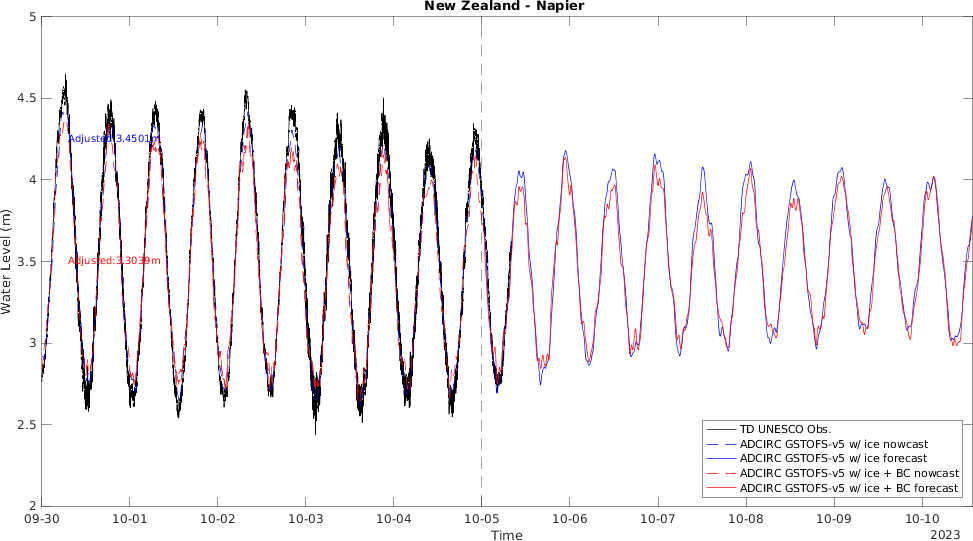 New Zealand - Napier
5
4.5
4
3.5
3
2.5
2
Water Level (m)
Adjusted:3.4501m
Adjusted:3.3039m
TD UNESCO Obs.
ADCIRC GSTOFS-v5 w/ ice nowcast
ADCIRC GSTOFS-v5 w/ ice forecast
ADCIRC GSTOFS-v5 w/ ice + BC nowcast
ADCIRC GSTOFS-v5 w/ ice + BC forecast
09-30 10-01 10-02 10-03 10-04 10-05 10-06 10-07 10-08 10-09 10-10
Time
2023